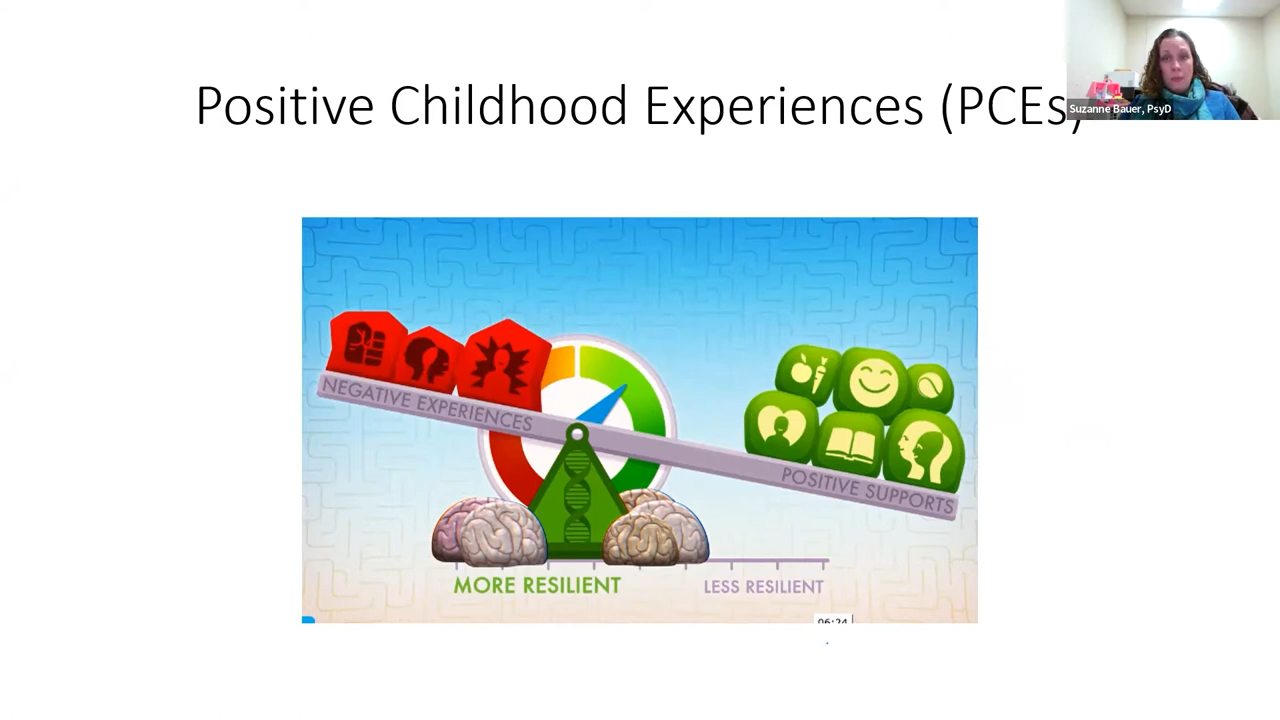 Positive Childhood Experiences (PCEs)
Suzanne Bauer, PsyD
NEGATIVE EXPERIENCES
POSITIVE SUPPORTS
MORE RESILIENT
LESS RESILIENT
06:24